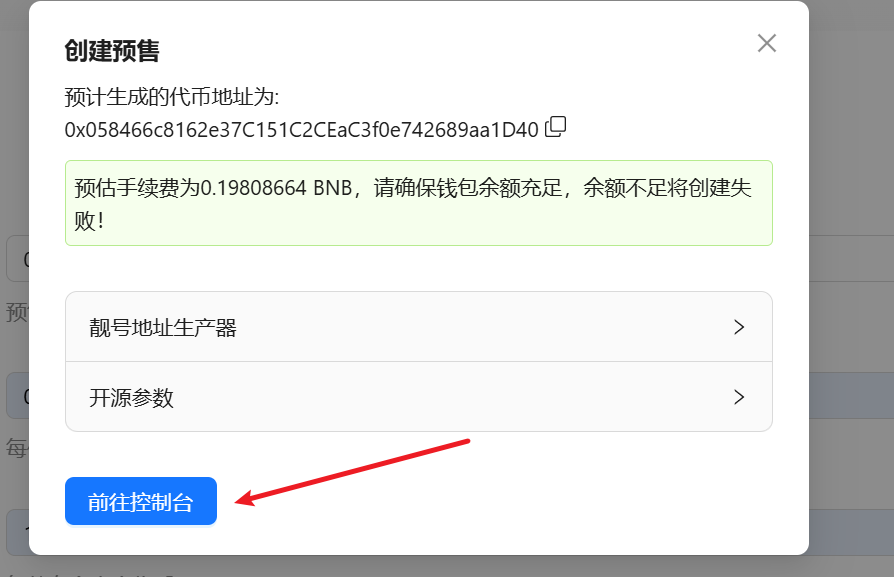 创建预售
预计生成的代币地址为:
0x058466c8162e37C151C2CEaC3f0e742689aa1D40
预估手续费为0.19808664 BNB，请确保钱包余额充足，余额不足将创建失
败！
靓号地址生产器
开源参数
前往控制台